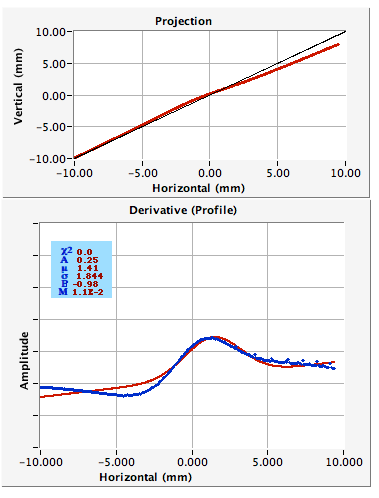 Projection
Vertical (mm)
10.00
5.00
0.00
-5.00
-10.00
-10.00 -5.00 0.00 5.00 10.00
Horizontal (mm)
Derivative (Profile)
Amplitude
χ2 0.0
A 0.25
μ 1.41
σ 1.844
P -0.98
M 1.1E-2
-10.000 -5.000 0.000 5.000 10.000
Horizontal (mm)